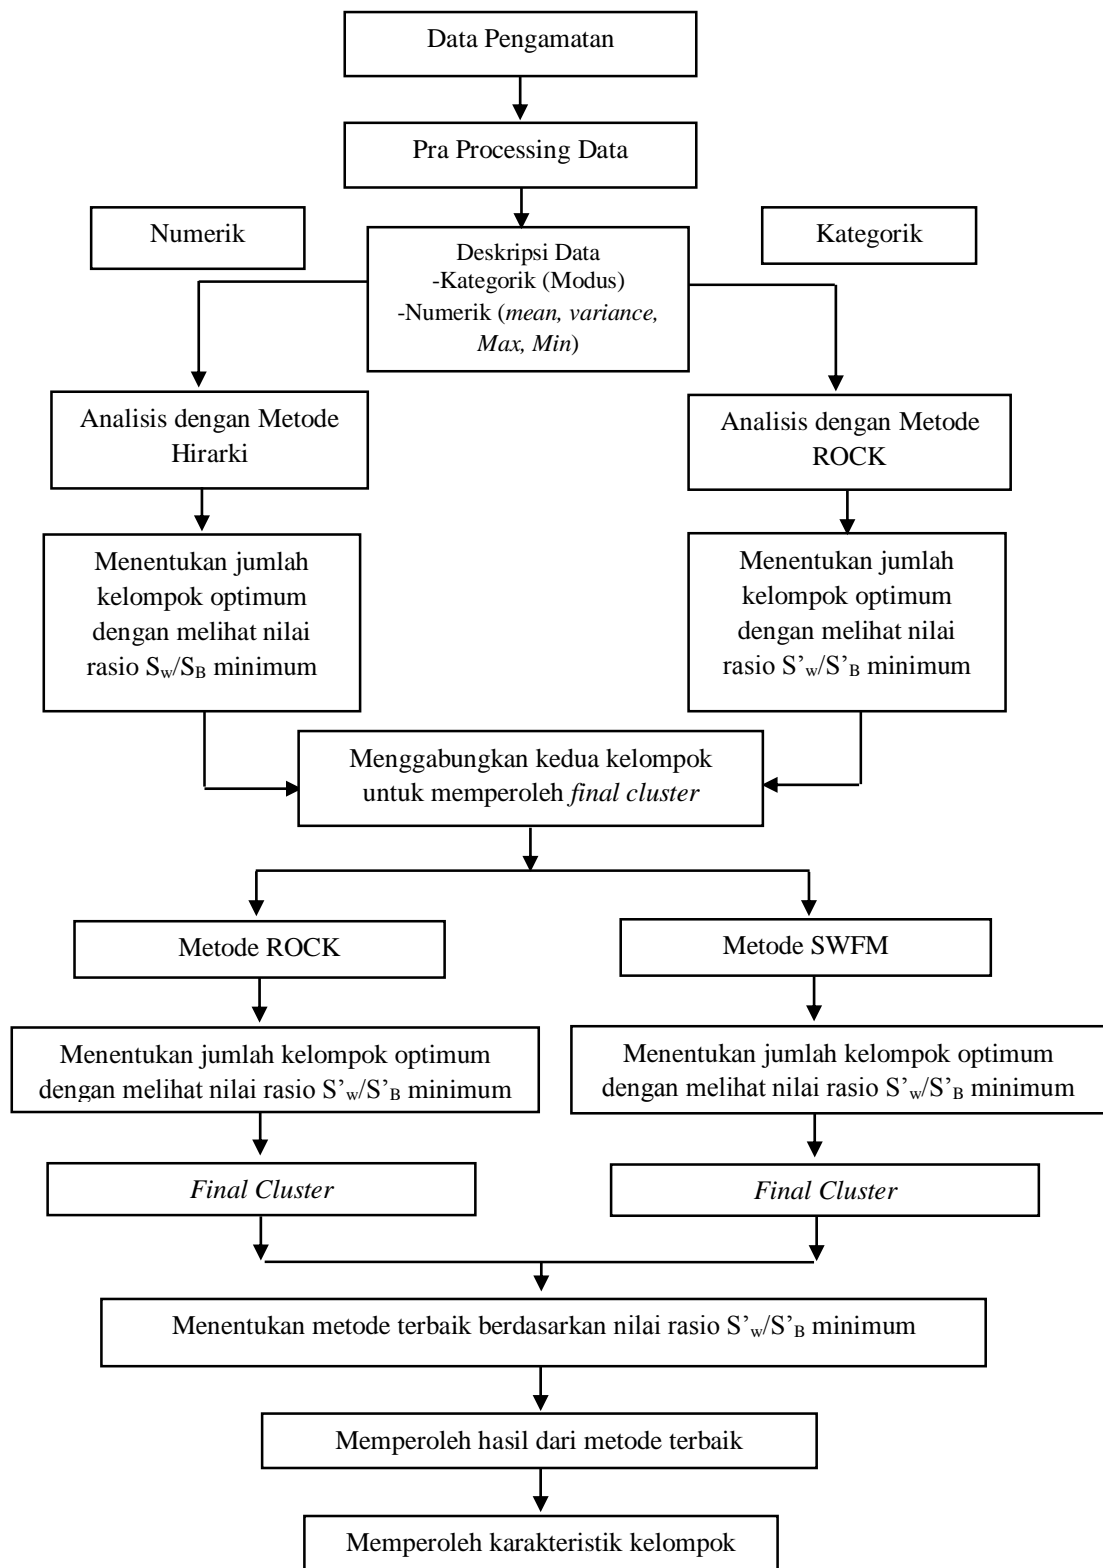 Data Pengamatan
Pra Processing Data
Numerik
Kategorik
Deskripsi Data
-Kategorik (Modus)
-Numerik (mean, variance,
Max, Min)
Analisis dengan Metode
Hirarki
Analisis dengan Metode
ROCK
Menentukan jumlah
kelompok optimum
dengan melihat nilai
rasio Sw/SB minimum
Menentukan jumlah
kelompok optimum
dengan melihat nilai
rasio S’w/S’B minimum
Menggabungkan kedua kelompok
untuk memperoleh final cluster
Metode ROCK
Metode SWFM
Menentukan jumlah kelompok optimum
dengan melihat nilai rasio S’w/S’B minimum
Menentukan jumlah kelompok optimum
dengan melihat nilai rasio S’w/S’B minimum
Final Cluster
Final Cluster
Menentukan metode terbaik berdasarkan nilai rasio S’w/S’B minimum
Memperoleh hasil dari metode terbaik
Memperoleh karakteristik kelompok